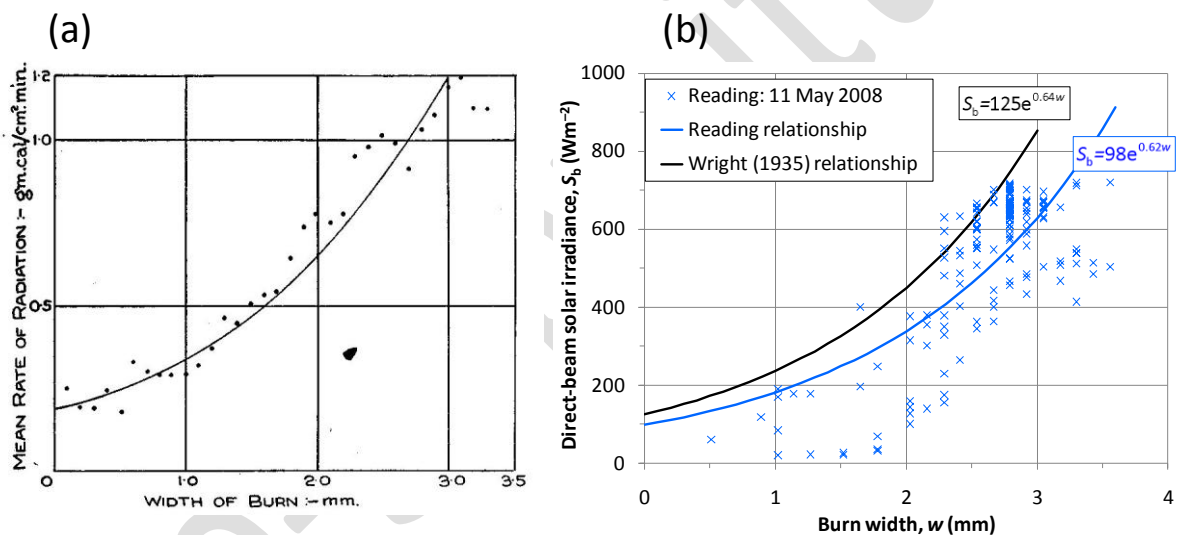 (a)
MEAN RATE OF RADIATION :- gm.cal/cm² min.
1·2
1·0
0·5
0
1·0
2·0
3·0
3·5
WIDTH OF BURN :- mm.
(b)
Direct-beam solar irradiance, S_b (Wm⁻²)
1000
800
600
400
200
0
Reading: 11 May 2008
Reading relationship
Wright (1935) relationship
S_b=125e^0.64w
S_b=98e^0.62w
0
1
2
3
4
Burn width, w (mm)